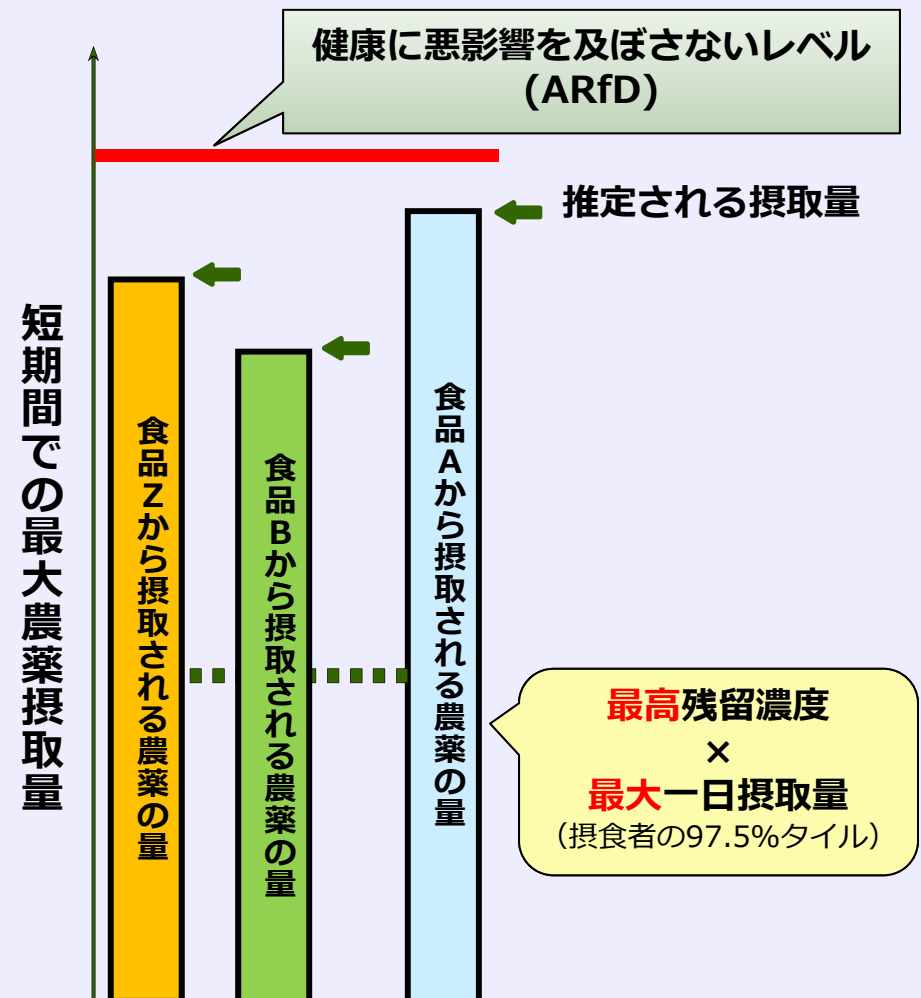 健康に悪影響を及ぼさないレベル
(ARfD)
推定される摂取量
短期間での最大農薬摂取量
食品Zから摂取される農薬の量
食品Bから摂取される農薬の量
食品Aから摂取される農薬の量
最高残留濃度
×
最大一日摂取量
（摂食者の97.5%タイル）